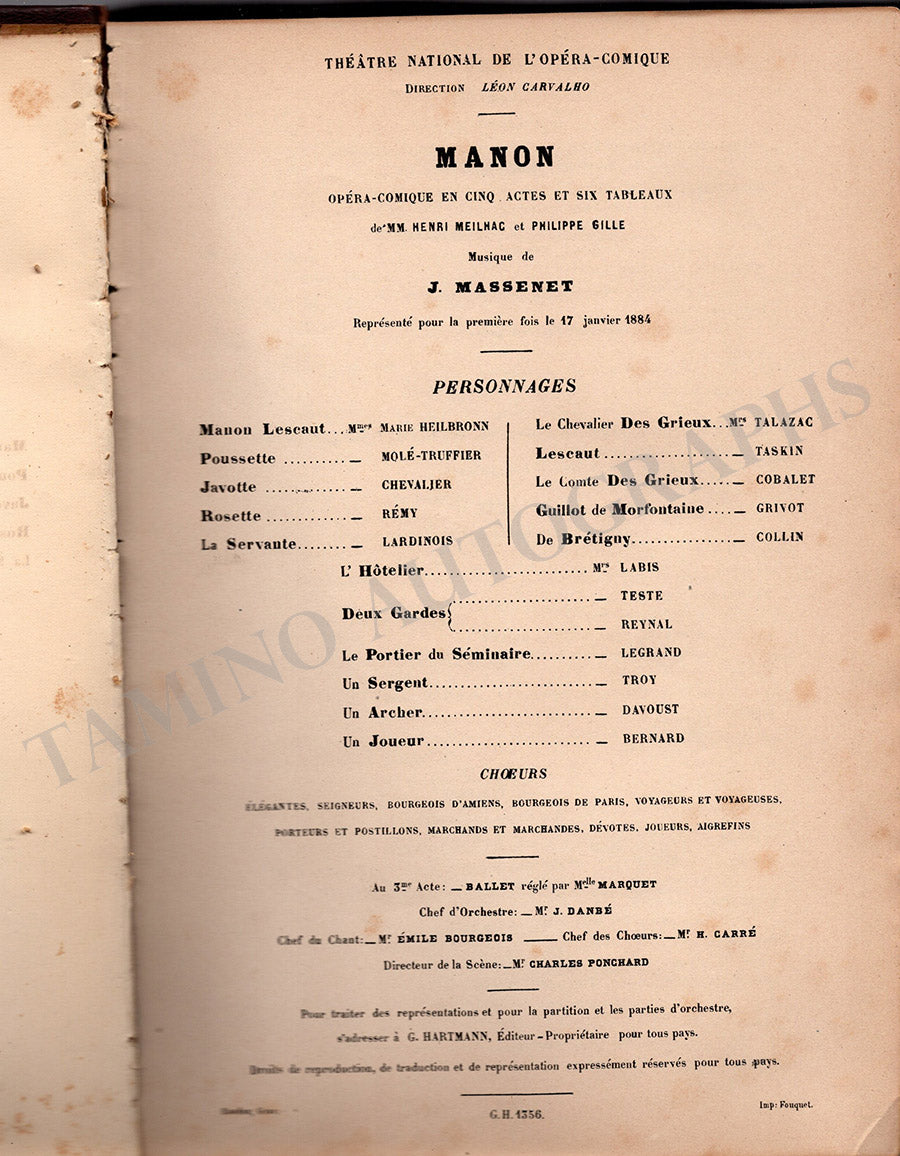 THÉÂTRE NATIONAL DE L'OPÉRA-COMIQUE
DIRECTION LÉON CARVALHO
MANON
OPÉRA-COMIQUE EN CINQ ACTES ET SIX TABLEAUX
de MM. HENRI MEILHAC et PHILIPPE GILLE
Musique de
J. MASSENET
Représenté pour la première fois le 17 janvier 1884
PERSONNAGES
Manon Lescaut...Mmes MARIE HEILBRONN
Poussette .......... — MOLÉ-TRUFFIER
Javotte ............ — CHEVALIER
Rosette ............ — RÉMY
La Servante........ — LARDINOIS
Le Chevalier Des Grieux...Mrs TALAZAC
Lescaut.................... — TASKIN
Le Comte Des Grieux..... — COBALET
Guillot de Morfontaine .... — GRIVOT
De Brétigny................ — COLLIN
L'Hôtelier......................... Mrs LABIS
Deux Gardes { ...................... — TESTE
...................... — REYNAL
Le Portier du Séminaire.......... — LEGRAND
Un Sergent.......................... — TROY
Un Archer........................... — DAVOUST
Un Joueur........................... — BERNARD
CHŒURS
ÉLÉGANTES, SEIGNEURS, BOURGEOIS D'AMIENS, BOURGEOIS DE PARIS, VOYAGEURS ET VOYAGEUSES,
PORTEURS ET POSTILLONS, MARCHANDS ET MARCHANDES, DÉVOTES, JOUEURS, AIGREFINS
Au 3me Acte: — BALLET réglé par Melle MARQUET
Chef d'Orchestre: — Mr J. DANBÉ
Chef du Chant: — Mr ÉMILE BOURGEOIS — Chef des Chœurs: — Mr H. CARRÉ
Directeur de la Scène: — Mr CHARLES PONCHARD
Pour traiter des représentations et pour la partition et les parties d'orchestre,
s'adresser à G. HARTMANN, Éditeur-Propriétaire pour tous pays.
Droits de reproduction, de traduction et de représentation expressément réservés pour tous pays.
G.H. 1356.
Imp: Fouquet.
TAMINO AUTOGRAPHS